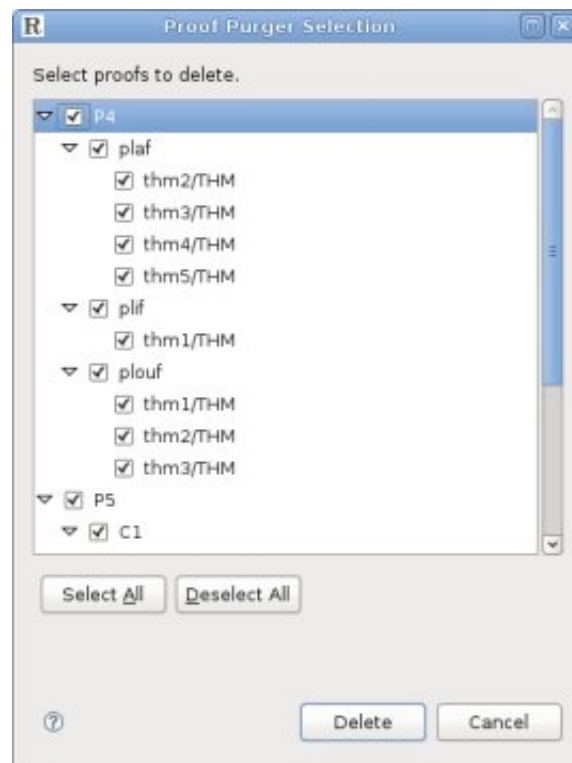 R Proof Purger Selection
Select proofs to delete.
P4
plaf
thm2/THM
thm3/THM
thm4/THM
thm5/THM
plif
thm1/THM
plouf
thm1/THM
thm2/THM
thm3/THM
P5
C1
Select All Deselect All
? Delete Cancel